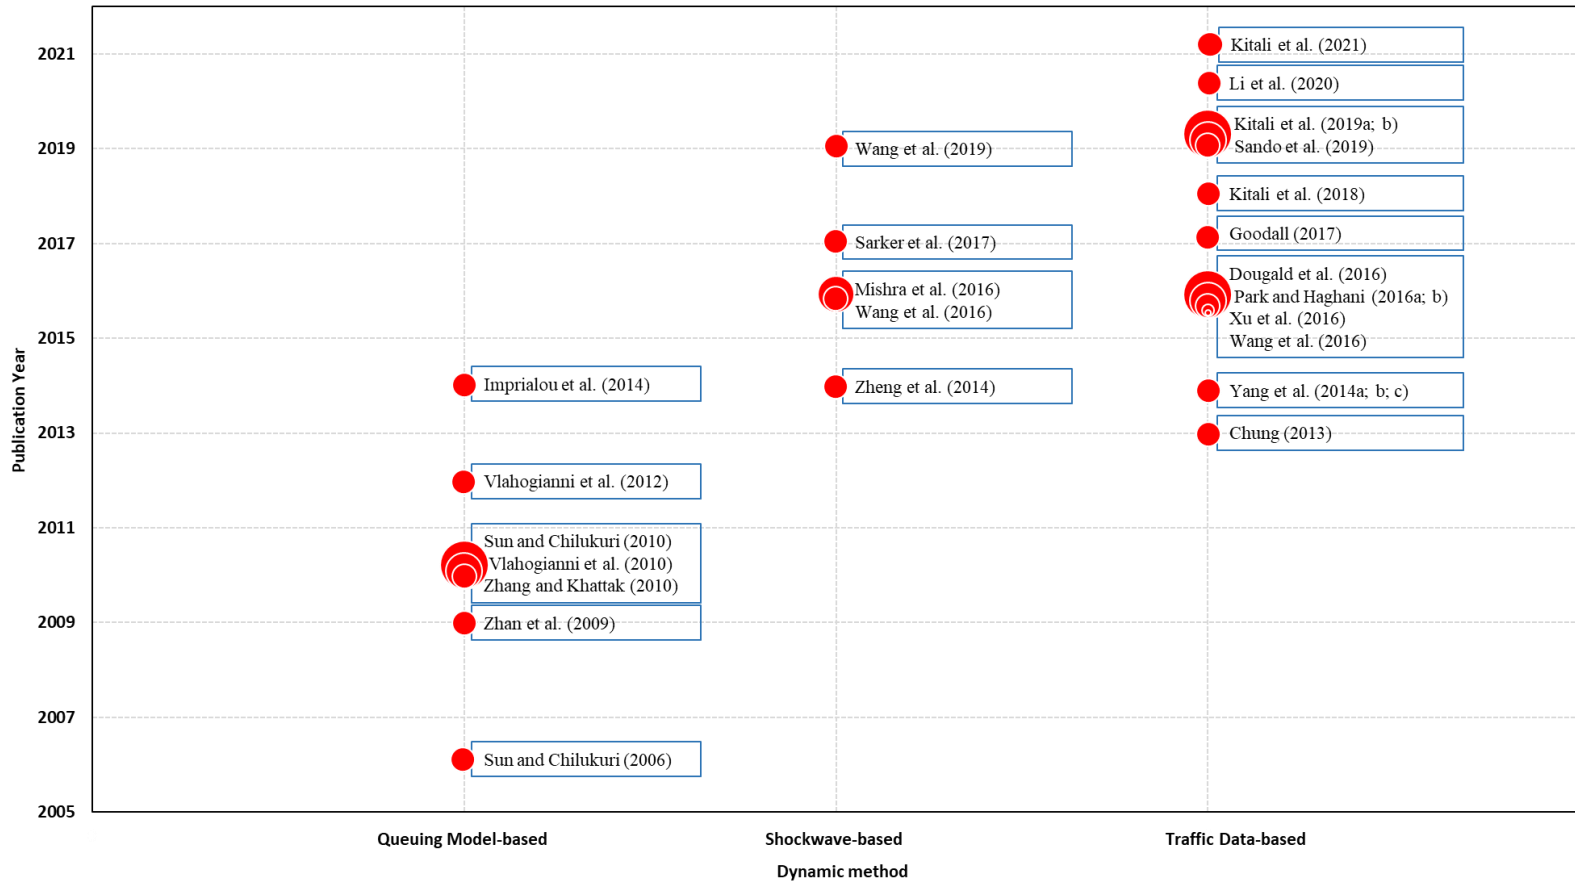 Publication Year
2021
2019
2017
2015
2013
2011
2009
2007
2005
Imprialou et al. (2014)
Vlahogianni et al. (2012)
Sun and Chilukuri (2010)
Vlahogianni et al. (2010)
Zhang and Khattak (2010)
Zhan et al. (2009)
Sun and Chilukuri (2006)
Wang et al. (2019)
Sarker et al. (2017)
Mishra et al. (2016)
Wang et al. (2016)
Zheng et al. (2014)
Kitali et al. (2021)
Li et al. (2020)
Kitali et al. (2019a; b)
Sando et al. (2019)
Kitali et al. (2018)
Goodall (2017)
Dougald et al. (2016)
Park and Haghani (2016a; b)
Xu et al. (2016)
Wang et al. (2016)
Yang et al. (2014a; b; c)
Chung (2013)
Queuing Model-based
Shockwave-based
Traffic Data-based
Dynamic method